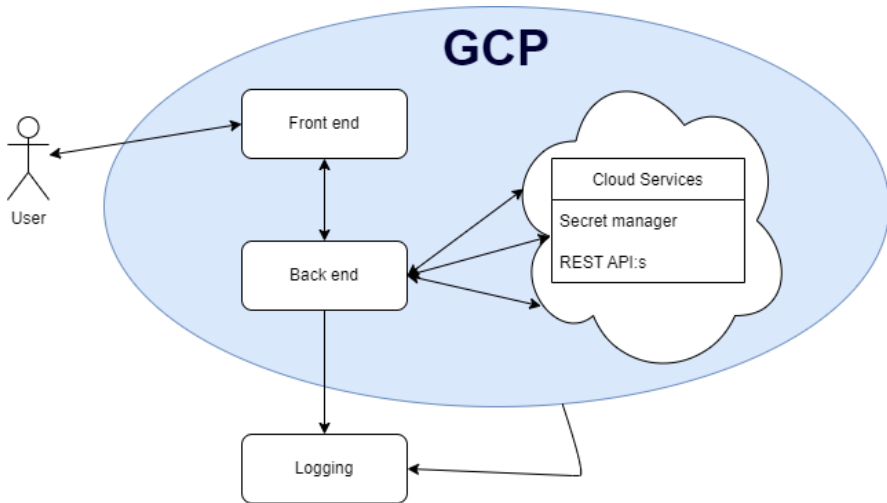 GCP
Front end
User
Cloud Services
Secret manager
REST API:s
Back end
Logging